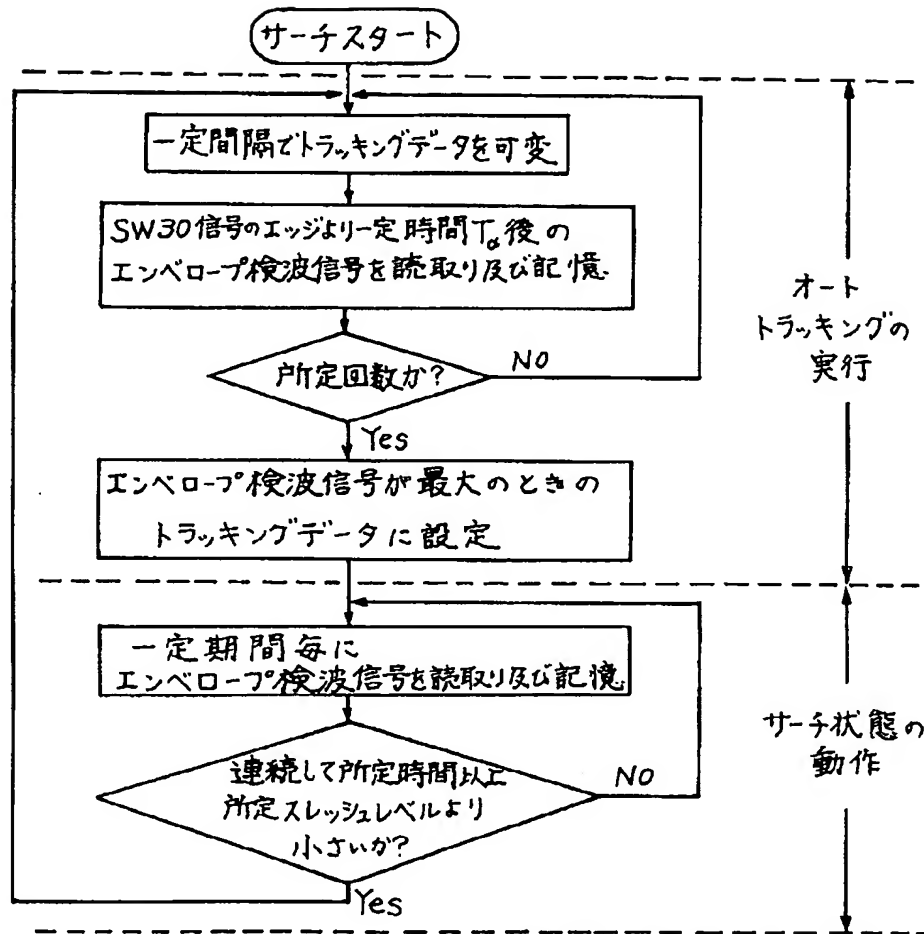 サーチスタート
一定間隔でトラッキングデータを可変
SW30信号のエッジより一定時間Tα後の
エンベロープ検波信号を読取り及び記憶
所定回数か?
NO
Yes
エンベロープ検波信号が最大のときの
トラッキングデータに設定
オート
トラッキングの
実行
一定期間毎に
エンベロープ検波信号を読取り及び記憶
連続して所定時間以上
所定スレッシュレベルより
小さいか?
NO
Yes
サーチ状態の
動作